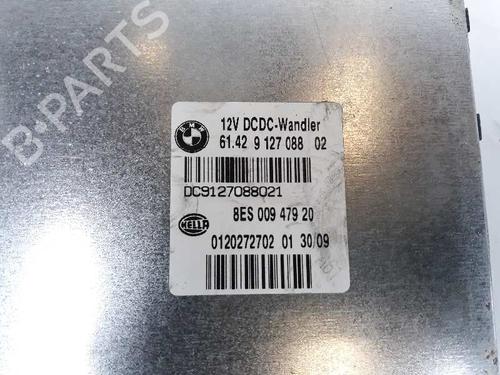 B-PARTS
BMW
12V DCDC-Wandler
61.42 9 127 088 02
DC9127088021
8ES 009 479 20
HELLA
0120272702 01 30/09